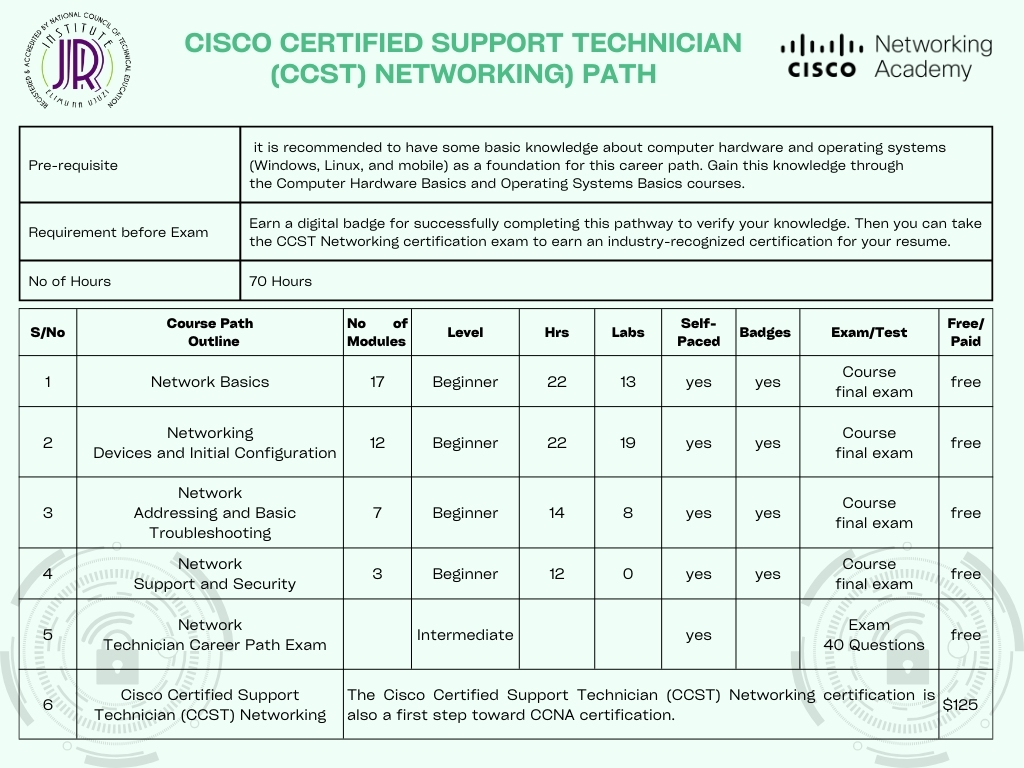 REGISTERED & ACCREDITED BY NATIONAL COUNCIL OF TECHNICAL EDUCATION
INSTITUTE
JR
CISCO CERTIFIED SUPPORT TECHNICIAN
(CCST) NETWORKING) PATH
CISCO
Networking
Academy
Pre-requisite
it is recommended to have some basic knowledge about computer hardware and operating systems
(Windows, Linux, and mobile) as a foundation for this career path. Gain this knowledge through
the Computer Hardware Basics and Operating Systems Basics courses.
Requirement before Exam
Earn a digital badge for successfully completing this pathway to verify your knowledge. Then you can take
the CCST Networking certification exam to earn an industry-recognized certification for your resume.
No of Hours
70 Hours
S/No
Course Path
Outline
No of
Modules
Level
Hrs
Labs
Self-
Paced
Badges
Exam/Test
Free/
Paid
1
Network Basics
17
Beginner
22
13
yes
yes
Course
final exam
free
2
Networking
Devices and Initial Configuration
12
Beginner
22
19
yes
yes
Course
final exam
free
3
Network
Addressing and Basic
Troubleshooting
7
Beginner
14
8
yes
yes
Course
final exam
free
4
Network
Support and Security
3
Beginner
12
0
yes
yes
Course
final exam
free
5
Network
Technician Career Path Exam
Intermediate
yes
Exam
40 Questions
free
6
Cisco Certified Support
Technician (CCST) Networking
The Cisco Certified Support Technician (CCST) Networking certification is
also a first step toward CCNA certification.
$125